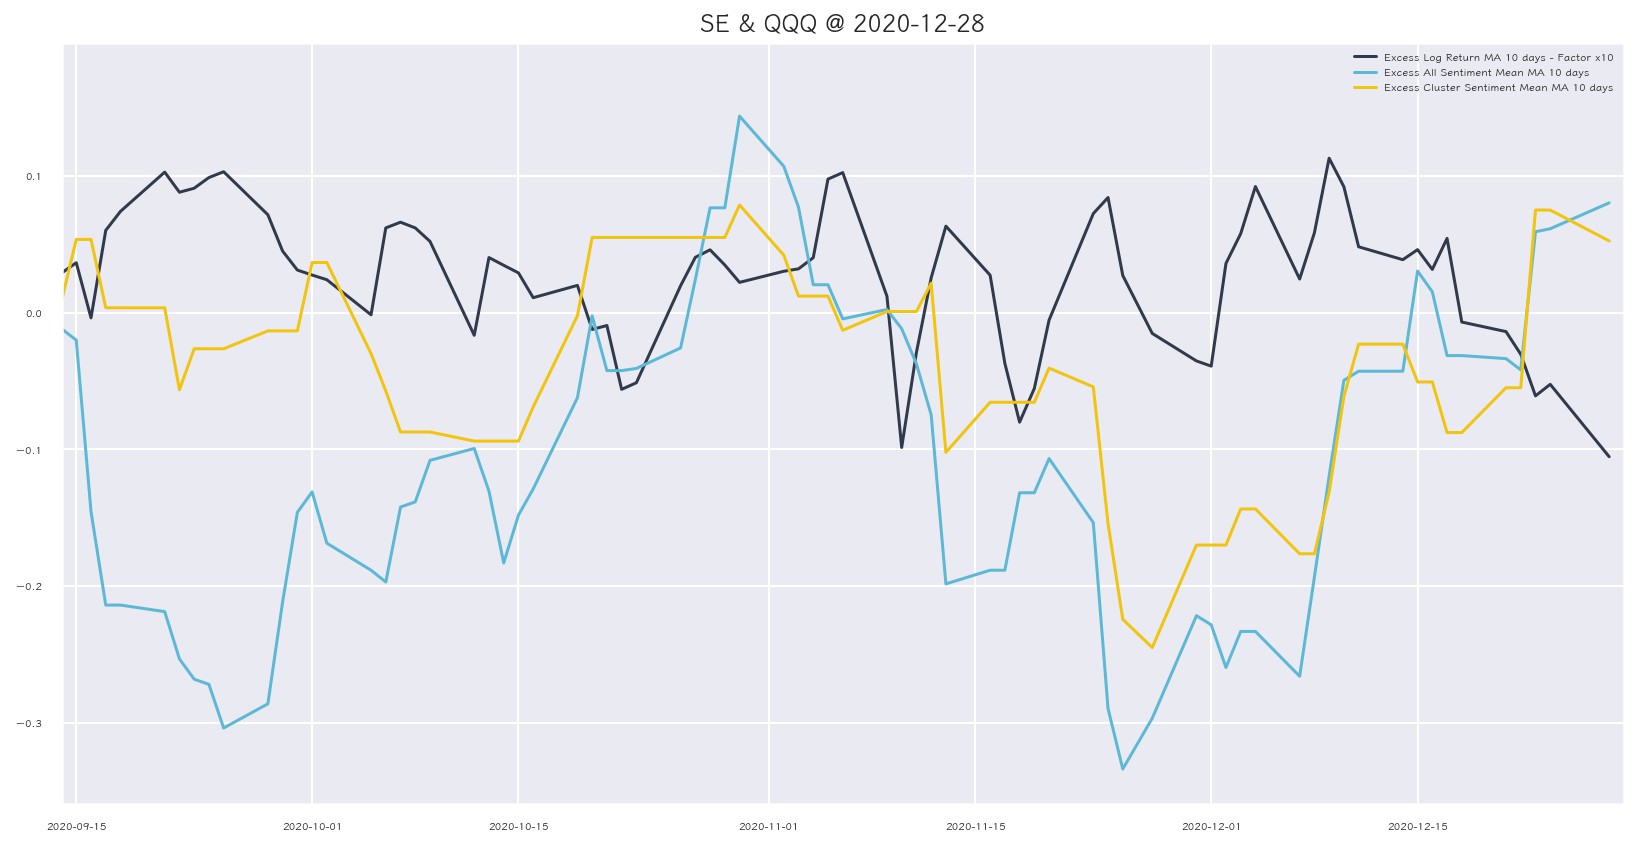 SE & QQQ @ 2020-12-28
Excess Log Return MA 10 days - Factor x10
Excess All Sentiment Mean MA 10 days
Excess Cluster Sentiment Mean MA 10 days
0.1
0.0
−0.1
−0.2
−0.3
2020-09-15 2020-10-01 2020-10-15 2020-11-01 2020-11-15 2020-12-01 2020-12-15